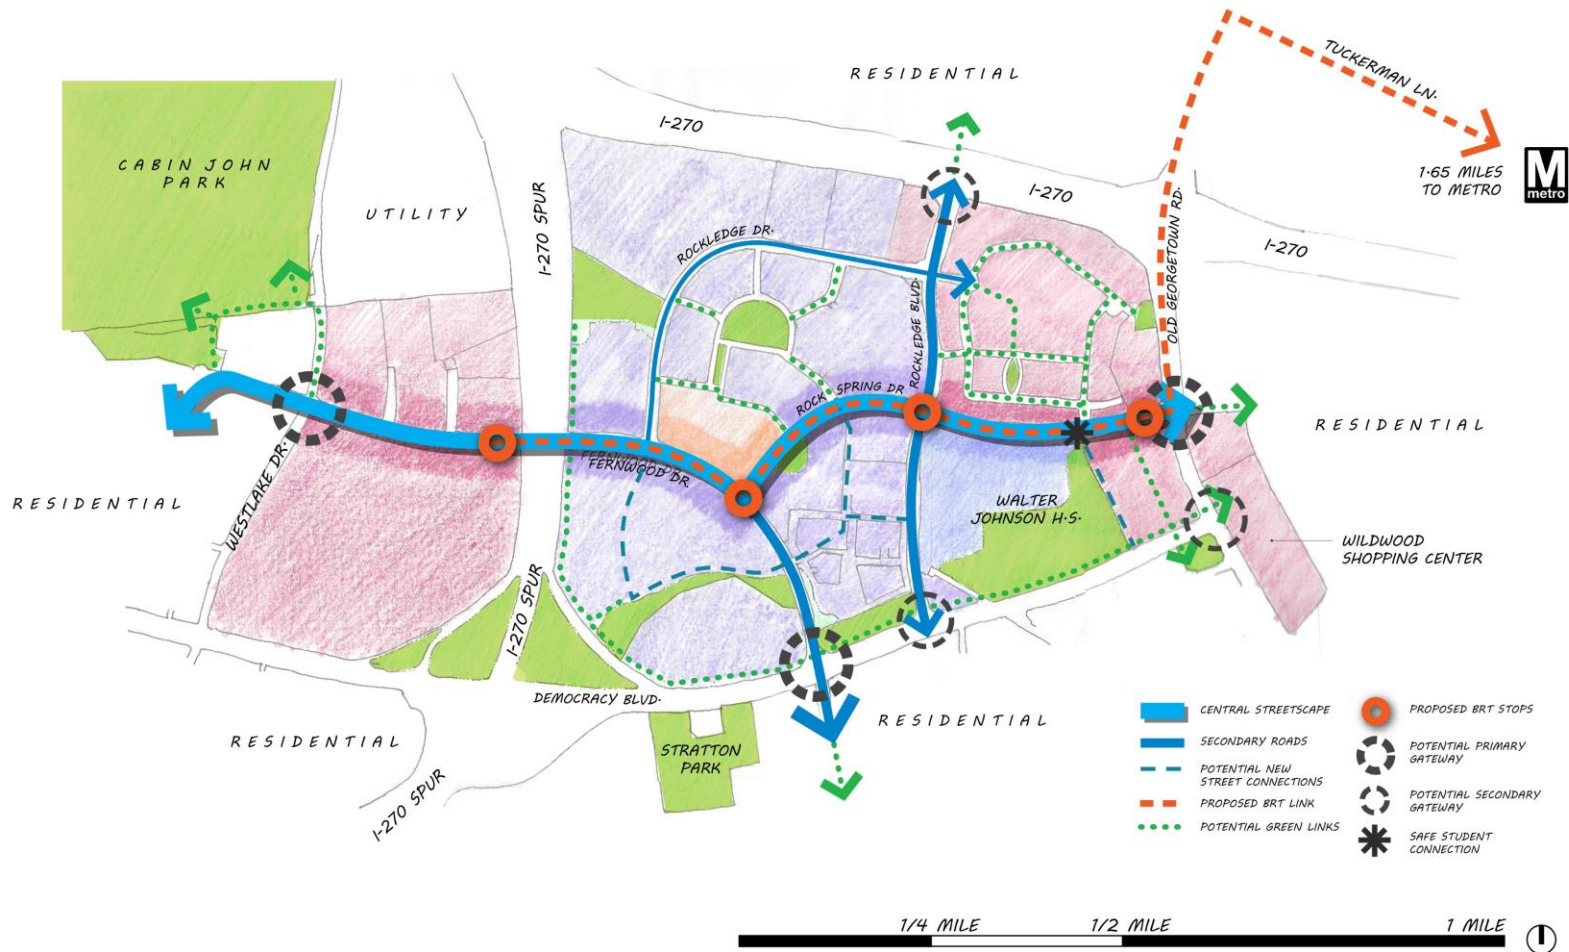 RESIDENTIAL
TUCKERMAN LN.
I-270
CABIN JOHN
PARK
UTILITY
I-270 SPUR
1.65 MILES
TO METRO
M
metro
I-270
ROCKLEDGE DR.
OLD GEORGETOWN RD.
I-270
ROCKLEDGE BLVD.
ROCK SPRING DR
RESIDENTIAL
WESTLAKE DR.
FERNWOOD DR.
FERNWOOD DR.
RESIDENTIAL
WALTER
JOHNSON H.S.
WILDWOOD
SHOPPING CENTER
I-270 SPUR
DEMOCRACY BLVD.
RESIDENTIAL
RESIDENTIAL
STRATTON
PARK
I-270 SPUR
CENTRAL STREETSCAPE
SECONDARY ROADS
POTENTIAL NEW
STREET CONNECTIONS
PROPOSED BRT LINK
POTENTIAL GREEN LINKS
PROPOSED BRT STOPS
POTENTIAL PRIMARY
GATEWAY
POTENTIAL SECONDARY
GATEWAY
SAFE STUDENT
CONNECTION
1/4 MILE
1/2 MILE
1 MILE